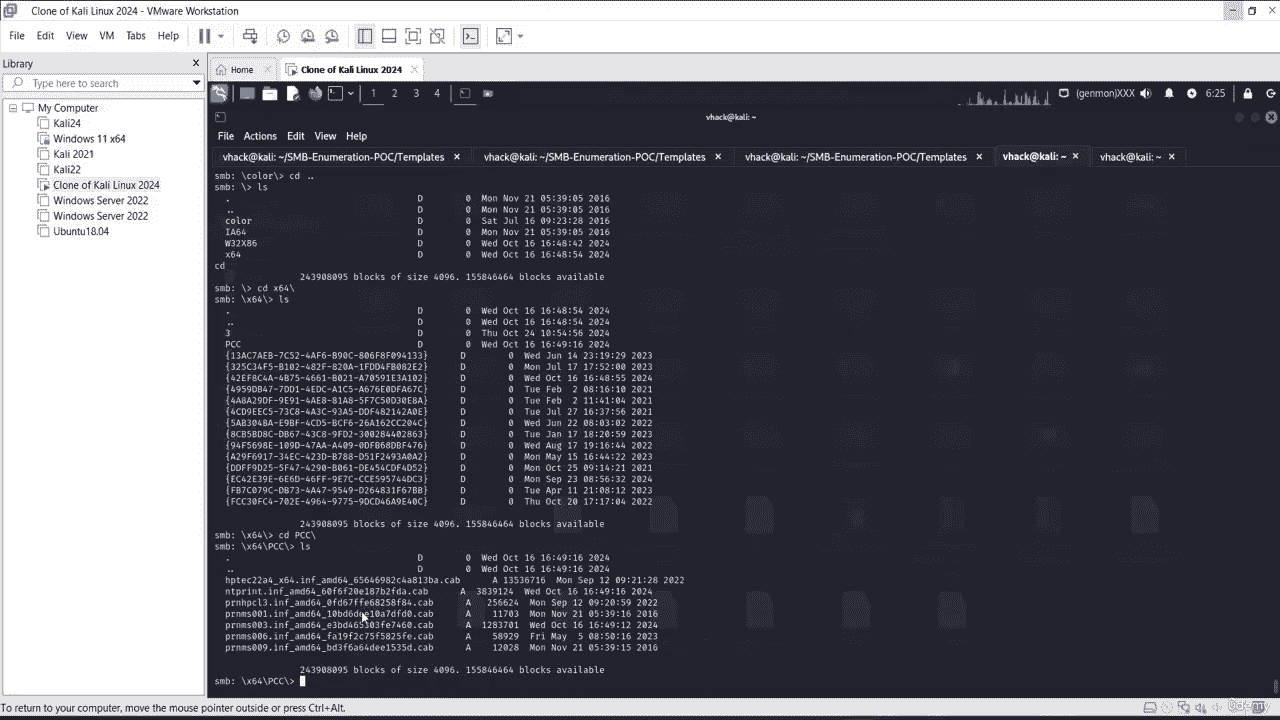 Clone of Kali Linux 2024 - VMware Workstation
File Edit View VM Tabs Help
Library x
Type here to search
My Computer
Kali24
Windows 11 x64
Kali 2021
Kali22
Clone of Kali Linux 2024
Windows Server 2022
Windows Server 2022
Ubuntu18.04
Home Clone of Kali Linux 2024
1 2 3 4 (genmon)XXX 6:25
vhack@kali: ~
File Actions Edit View Help
vhack@kali: ~/SMB-Enumeration-POC/Templates × vhack@kali: ~/SMB-Enumeration-POC/Templates × vhack@kali: ~/SMB-Enumeration-POC/Templates × vhack@kali: ~ × vhack@kali: ~ ×
smb: \color\> cd ..
smb: \> ls
. D 0 Mon Nov 21 05:39:05 2016
.. D 0 Mon Nov 21 05:39:05 2016
color D 0 Sat Jul 16 09:23:28 2016
IA64 D 0 Mon Nov 21 05:39:05 2016
W32X86 D 0 Wed Oct 16 16:48:42 2024
x64 D 0 Wed Oct 16 16:48:54 2024
cd
243908095 blocks of size 4096. 155846464 blocks available
smb: \> cd x64\
smb: \x64\> ls
. D 0 Wed Oct 16 16:48:54 2024
.. D 0 Wed Oct 16 16:48:54 2024
3 D 0 Thu Oct 24 10:54:56 2024
PCC D 0 Wed Oct 16 16:49:16 2024
{13AC7AEB-7C52-4AF6-B90C-806F8F094133} D 0 Wed Jun 14 23:19:29 2023
{325C34F5-B102-482F-820A-1FDD4FB082E2} D 0 Mon Jul 17 17:52:00 2023
{42EF8C4A-4B75-4661-B021-A70591E3A102} D 0 Wed Oct 16 16:48:55 2024
{4959DB47-7DD1-4EDC-A1C5-A676E0DFA67C} D 0 Tue Feb 2 08:16:10 2021
{4A8A29DF-9E91-4AE8-81A8-5F7C50D30E8A} D 0 Tue Feb 2 11:41:04 2021
{4CD9EEC5-73C8-4A3C-93A5-DDF482142A0E} D 0 Tue Jul 27 16:37:56 2021
{5AB304BA-E9BF-4CD5-BCF6-26A162CC204C} D 0 Wed Jun 22 08:03:02 2022
{8CB5BD8C-DB67-43C8-9FD2-300284402863} D 0 Tue Jan 17 18:20:59 2023
{94F5698E-109D-47AA-A409-0DFB68DBF476} D 0 Wed Aug 17 19:16:44 2022
{A29F6917-34EC-423D-B788-D51F2493A0A2} D 0 Mon May 15 16:44:22 2023
{DDFF9D25-5F47-4290-B061-DE454CDF4D52} D 0 Mon Oct 25 09:14:21 2021
{EC42E39E-6E6D-46FF-9E7C-CCE595744DC3} D 0 Mon Sep 23 08:56:32 2024
{FB7C079C-DB73-4A47-9549-D264831F67BB} D 0 Tue Apr 11 21:08:12 2023
{FCC30FC4-702E-4964-9775-9DCD46A9E40C} D 0 Thu Oct 20 17:17:04 2022
243908095 blocks of size 4096. 155846464 blocks available
smb: \x64\> cd PCC\
smb: \x64\PCC\> ls
. D 0 Wed Oct 16 16:49:16 2024
.. D 0 Wed Oct 16 16:49:16 2024
hptec22a4_x64.inf_amd64_65646982c4a813ba.cab A 13536716 Mon Sep 12 09:21:28 2022
ntprint.inf_amd64_60f6f20e187b2fda.cab A 3839124 Wed Oct 16 16:49:16 2024
prnhpcl3.inf_amd64_0fd67ffe68258f84.cab A 256624 Mon Sep 12 09:20:59 2022
A 11703 Mon Nov 21 05:39:16 2016
A 1283701 Wed Oct 16 16:49:12 2024
prnms006.inf_amd64_fa19f2c75f5825fe.cab A 58929 Fri May 5 08:50:16 2023
prnms009.inf_amd64_bd3f6a64dee1535d.cab A 12028 Mon Nov 21 05:39:15 2016
243908095 blocks of size 4096. 155846464 blocks available
smb: \x64\PCC\>
To return to your computer, move the mouse pointer outside or press Ctrl+Alt.